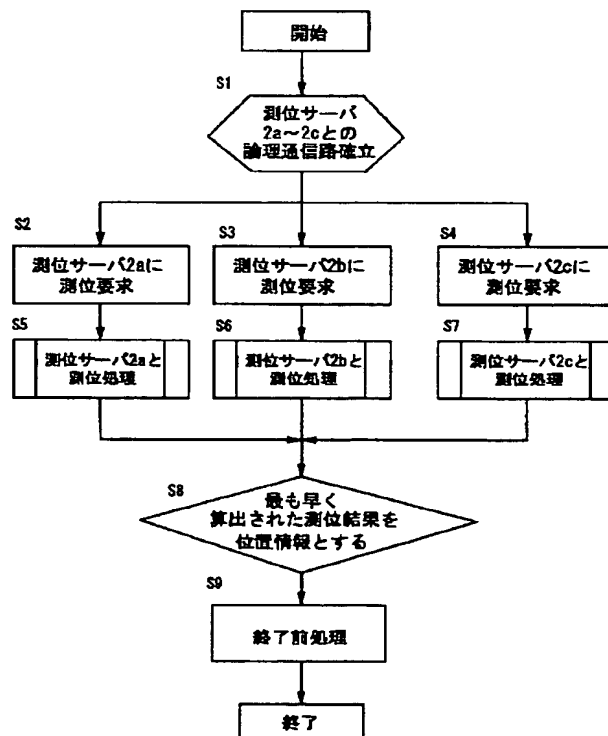 開始
S1
測位サーバ
2a～2cとの
論理通信路確立
S2
測位サーバ2aに
測位要求
S3
測位サーバ2bに
測位要求
S4
測位サーバ2cに
測位要求
S5
測位サーバ2aと
測位処理
S6
測位サーバ2bと
測位処理
S7
測位サーバ2cと
測位処理
S8
最も早く
算出された測位結果を
位置情報とする
S9
終了前処理
終了